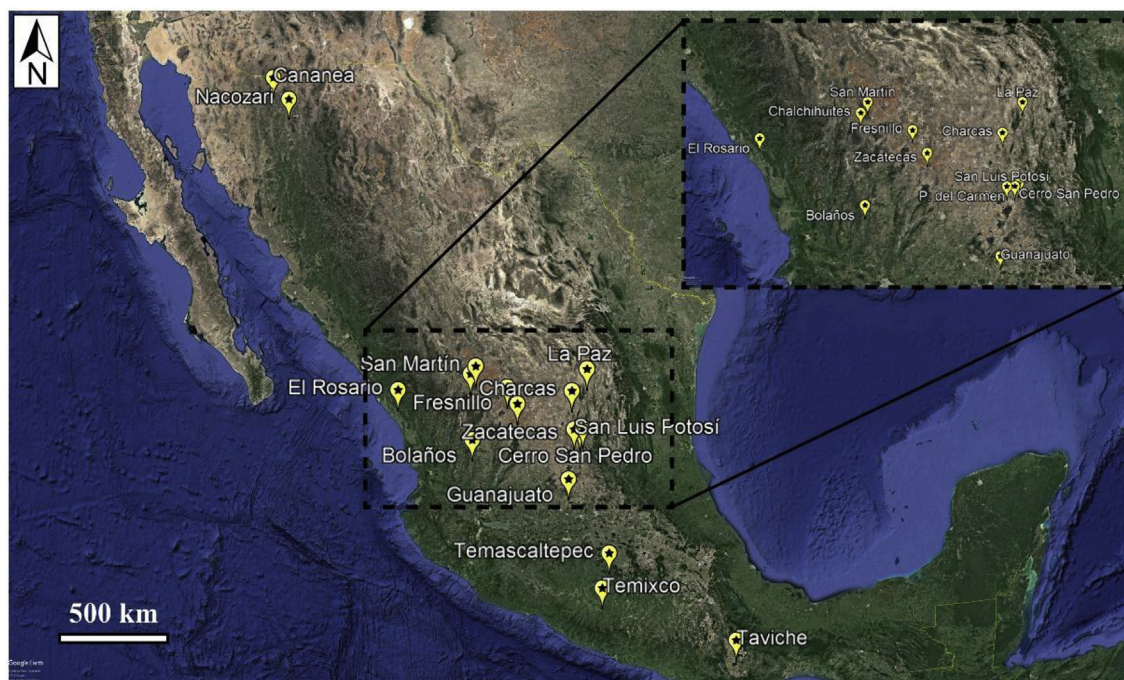 N
Cananea
Nacozari
San Martín
La Paz
El Rosario
Charcas
Fresnillo
Zacatecas
San Luis Potosí
Bolaños
Cerro San Pedro
Guanajuato
Temascaltepec
Temixco
Taviche
500 km
Google Earth
San Martín
La Paz
Chalchihuites
Fresnillo
Charcas
El Rosario
Zacatecas
San Luis Potosí
P. del Carmen
Cerro San Pedro
Bolaños
Guanajuato